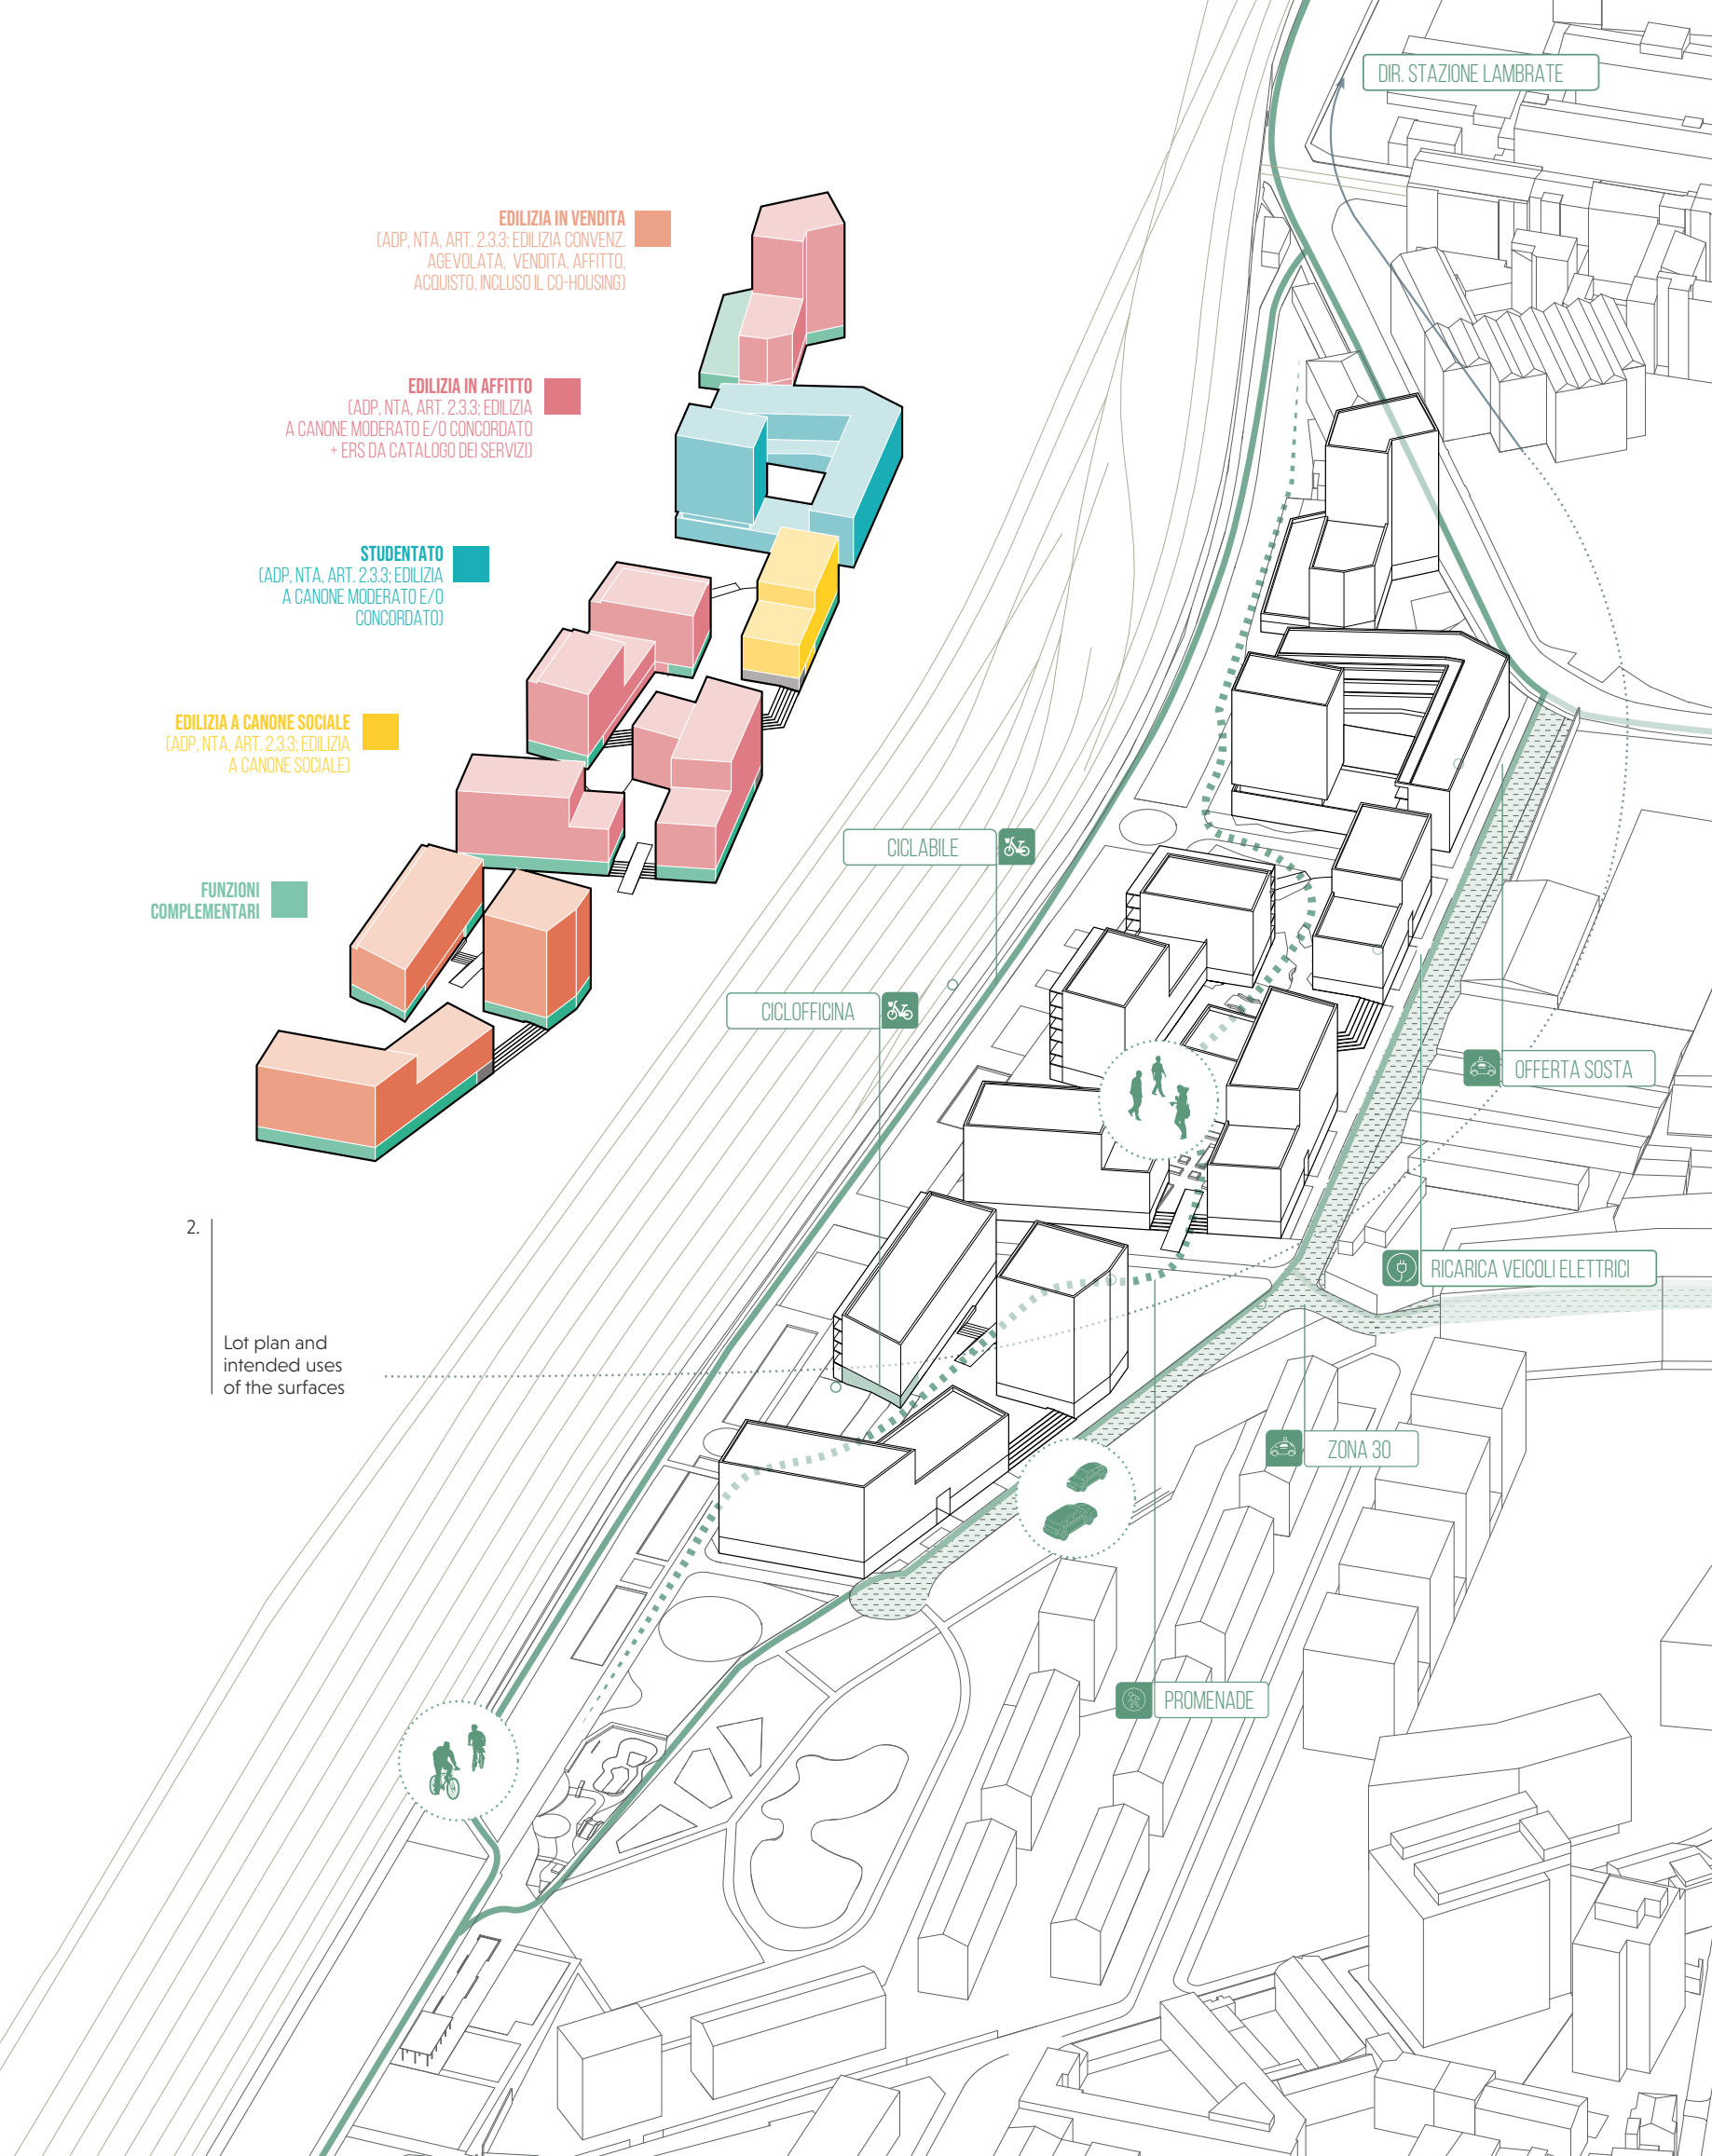 DIR. STAZIONE LAMBRATE
EDILIZIA IN VENDITA
(ADP, NTA, ART. 2.3.3; EDILIZIA CONVENZ.
AGEVOLATA, VENDITA, AFFITTO,
ACQUISTO, INCLUSO IL CO-HOUSING)
EDILIZIA IN AFFITTO
(ADP, NTA, ART. 2.3.3; EDILIZIA
A CANONE MODERATO E/O CONCORDATO
+ ERS DA CATALOGO DEI SERVIZI)
STUDENTATO
(ADP, NTA, ART. 2.3.3; EDILIZIA
A CANONE MODERATO E/O
CONCORDATO)
EDILIZIA A CANONE SOCIALE
(ADP, NTA, ART. 2.3.3; EDILIZIA
A CANONE SOCIALE)
FUNZIONI
COMPLEMENTARI
CICLABILE
CICLOFFICINA
OFFERTA SOSTA
RICARICA VEICOLI ELETTRICI
ZONA 30
PROMENADE
2.
Lot plan and
intended uses
of the surfaces